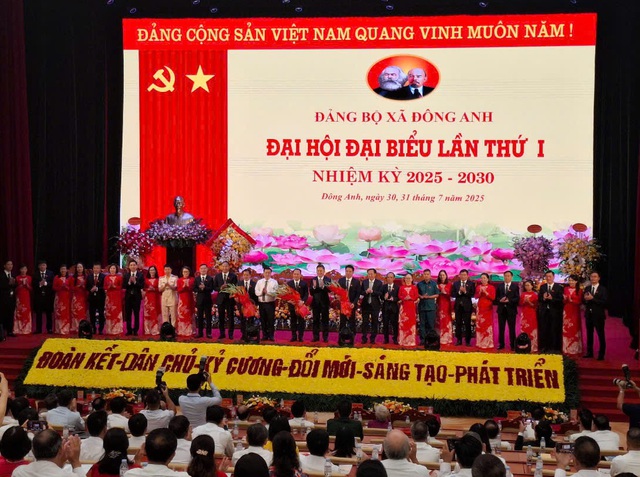 ĐẢNG CỘNG SẢN VIỆT NAM QUANG VINH MUÔN NĂM!
ĐẢNG BỘ XÃ ĐÔNG ANH
ĐẠI HỘI ĐẠI BIỂU LẦN THỨ I
NHIỆM KỲ 2025 - 2030
Đông Anh, ngày 30, 31 tháng 7 năm 2025
ĐOÀN KẾT-DÂN CHỦ-KỶ CƯƠNG-ĐỔI MỚI-SÁNG TẠO-PHÁT TRIỂN